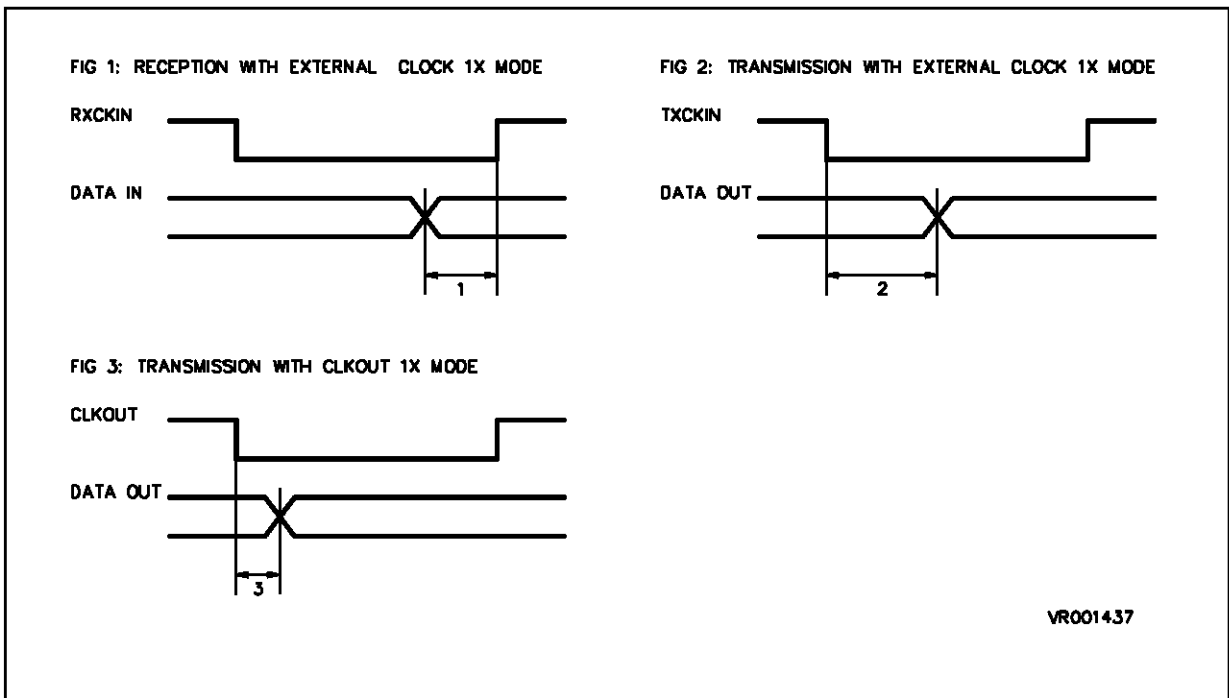 FIG 1: RECEPTION WITH EXTERNAL CLOCK 1X MODE
RXCKIN
DATA IN
1
FIG 2: TRANSMISSION WITH EXTERNAL CLOCK 1X MODE
TXCKIN
DATA OUT
2
FIG 3: TRANSMISSION WITH CLKOUT 1X MODE
CLKOUT
DATA OUT
3
VR001437